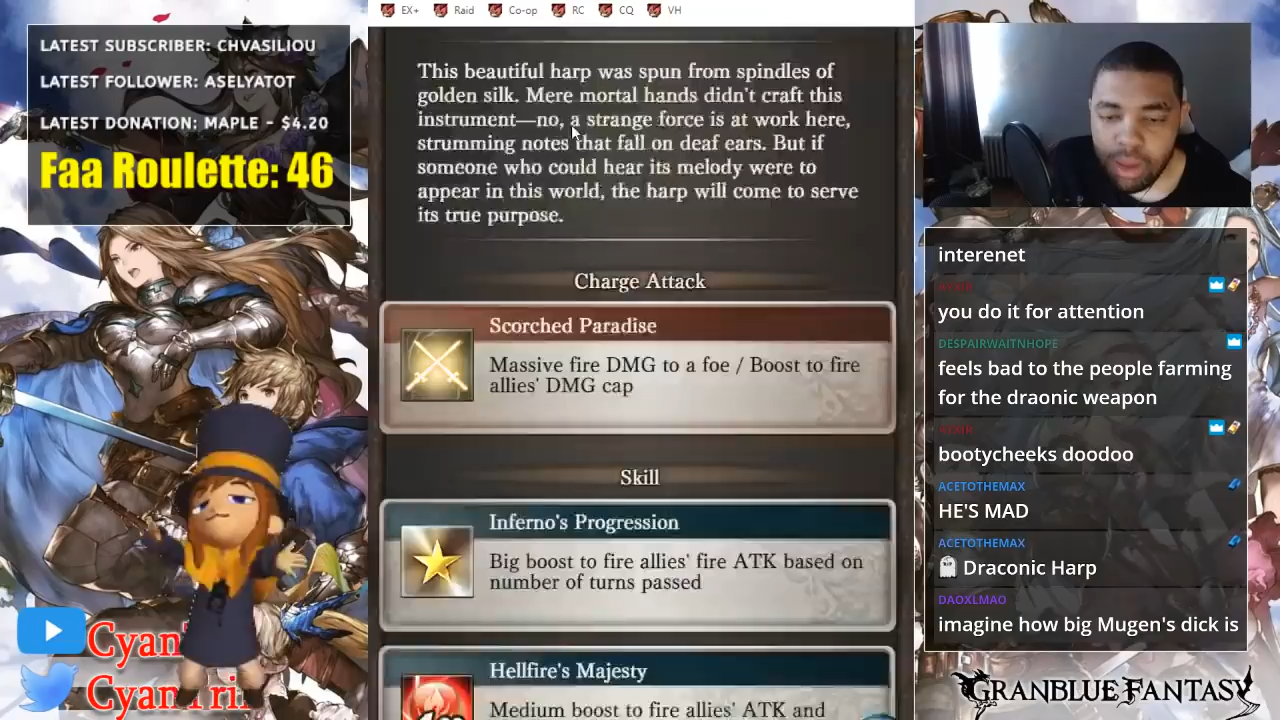 LATEST SUBSCRIBER: CHVASILIOU
LATEST FOLLOWER: ASELYATOT
LATEST DONATION: MAPLE - $4.20
Faa Roulette: 46
EX+ Raid Co-op RC CQ VH
This beautiful harp was spun from spindles of
golden silk. Mere mortal hands didn't craft this
instrument—no, a strange force is at work here,
strumming notes that fall on deaf ears. But if
someone who could hear its melody were to
appear in this world, the harp will come to serve
its true purpose.
Charge Attack
Scorched Paradise
Massive fire DMG to a foe / Boost to fire
allies' DMG cap
Skill
Inferno's Progression
Big boost to fire allies' fire ATK based on
number of turns passed
Hellfire's Majesty
Medium boost to fire allies' ATK and
interenet
you do it for attention
DESPAIRWAITNHOPE
feels bad to the people farming
for the draonic weapon
bootycheeks doodoo
ACETOTHEMAX
HE'S MAD
ACETOTHEMAX
Draconic Harp
DAOXLMAO
imagine how big Mugen's dick is
GRANBLUE FANTASY